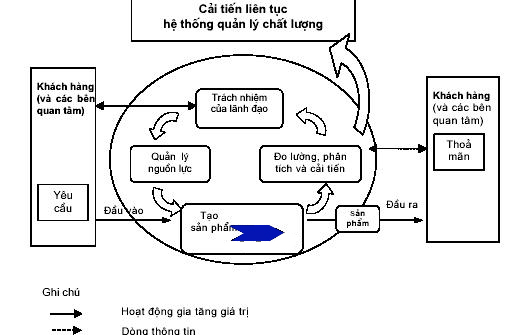 Cải tiến liên tục
hệ thống quản lý chất lượng
Khách hàng
(và các bên
quan tâm)
Trách nhiệm
của lãnh đạo
Khách hàng
(và các bên
quan tâm)
Quản lý
nguồn lực
Đo lường, phân
tích và cải tiến
Thoả
mãn
Yêu
cầu
Đầu vào
Tạo
sản phẩm
sản
phẩm
Đầu ra
Ghi chú
Hoạt động gia tăng giá trị
Dòng thông tin